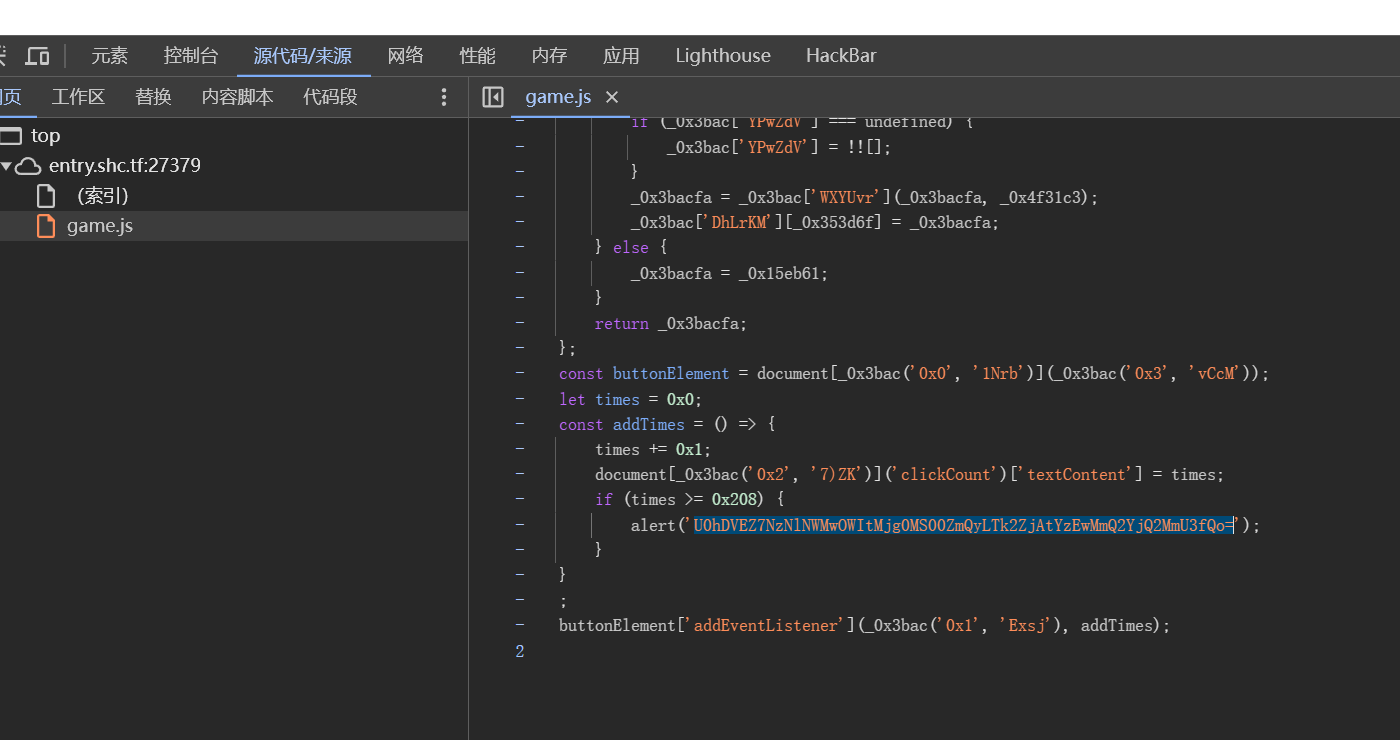 元素 控制台 源代码/来源 网络 性能 内存 应用 Lighthouse HackBar
工作区 替换 内容脚本 代码段
game.js ×
top
entry.shc.tf:27379
(索引)
game.js
- if (_0x3bac['YPwZdV'] === undefined) {
- _0x3bac['YPwZdV'] = !![];
- }
- _0x3bacfa = _0x3bac['WXYUvr'](_0x3bacfa, _0x4f31c3);
- _0x3bac['DhLrKM'][_0x353d6f] = _0x3bacfa;
- } else {
- _0x3bacfa = _0x15eb61;
- }
- return _0x3bacfa;
- };
- const buttonElement = document[_0x3bac('0x0', '1Nrb')](_0x3bac('0x3', 'vCcM'));
- let times = 0x0;
- const addTimes = () => {
- times += 0x1;
- document[_0x3bac('0x2', '7)ZK')]('clickCount')['textContent'] = times;
- if (times >= 0x208) {
- alert('U0hDVEZ7NzNlNWMwOWItMjg0MS00ZmQyLTk2ZjAtYzEwMmQ2YjQ2MmU3fQo=');
- }
- }
- ;
- buttonElement['addEventListener'](_0x3bac('0x1', 'Exsj'), addTimes);
2